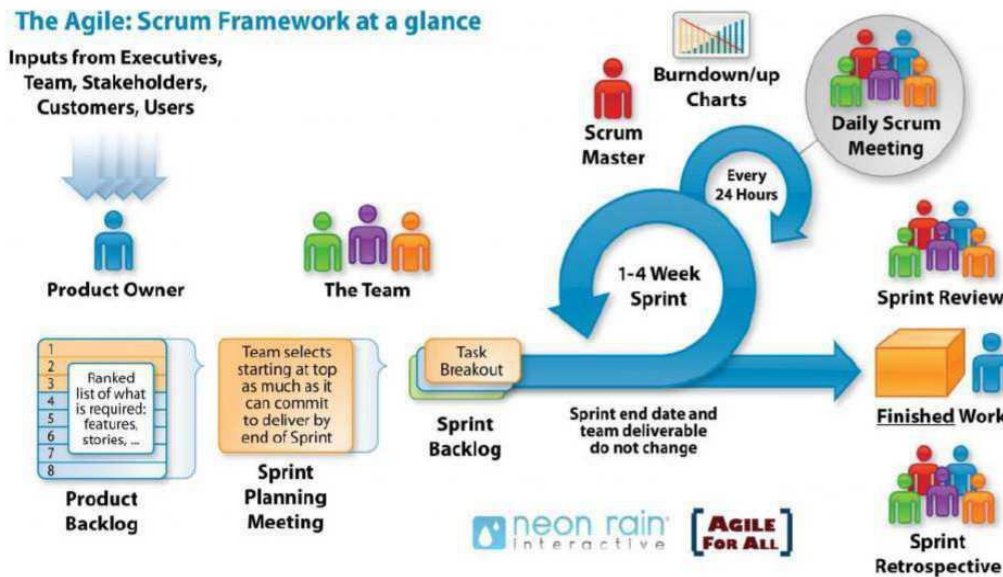 The Agile: Scrum Framework at a glance
Inputs from Executives,
Team, Stakeholders,
Customers, Users
Product Owner
The Team
Scrum
Master
Burndown/up
Charts
Daily Scrum
Meeting
Every
24 Hours
1-4 Week
Sprint
Sprint Review
1
2
3
4
5
6
7
8
Ranked
list of what
is required:
features,
stories, ...
Product
Backlog
Team selects
starting at top
as much as it
can commit
to deliver by
end of Sprint
Sprint
Planning
Meeting
Task
Breakout
Sprint
Backlog
Sprint end date and
team deliverable
do not change
Finished Work
Sprint
Retrospective
neon rain
interactive
AGILE
FOR ALL